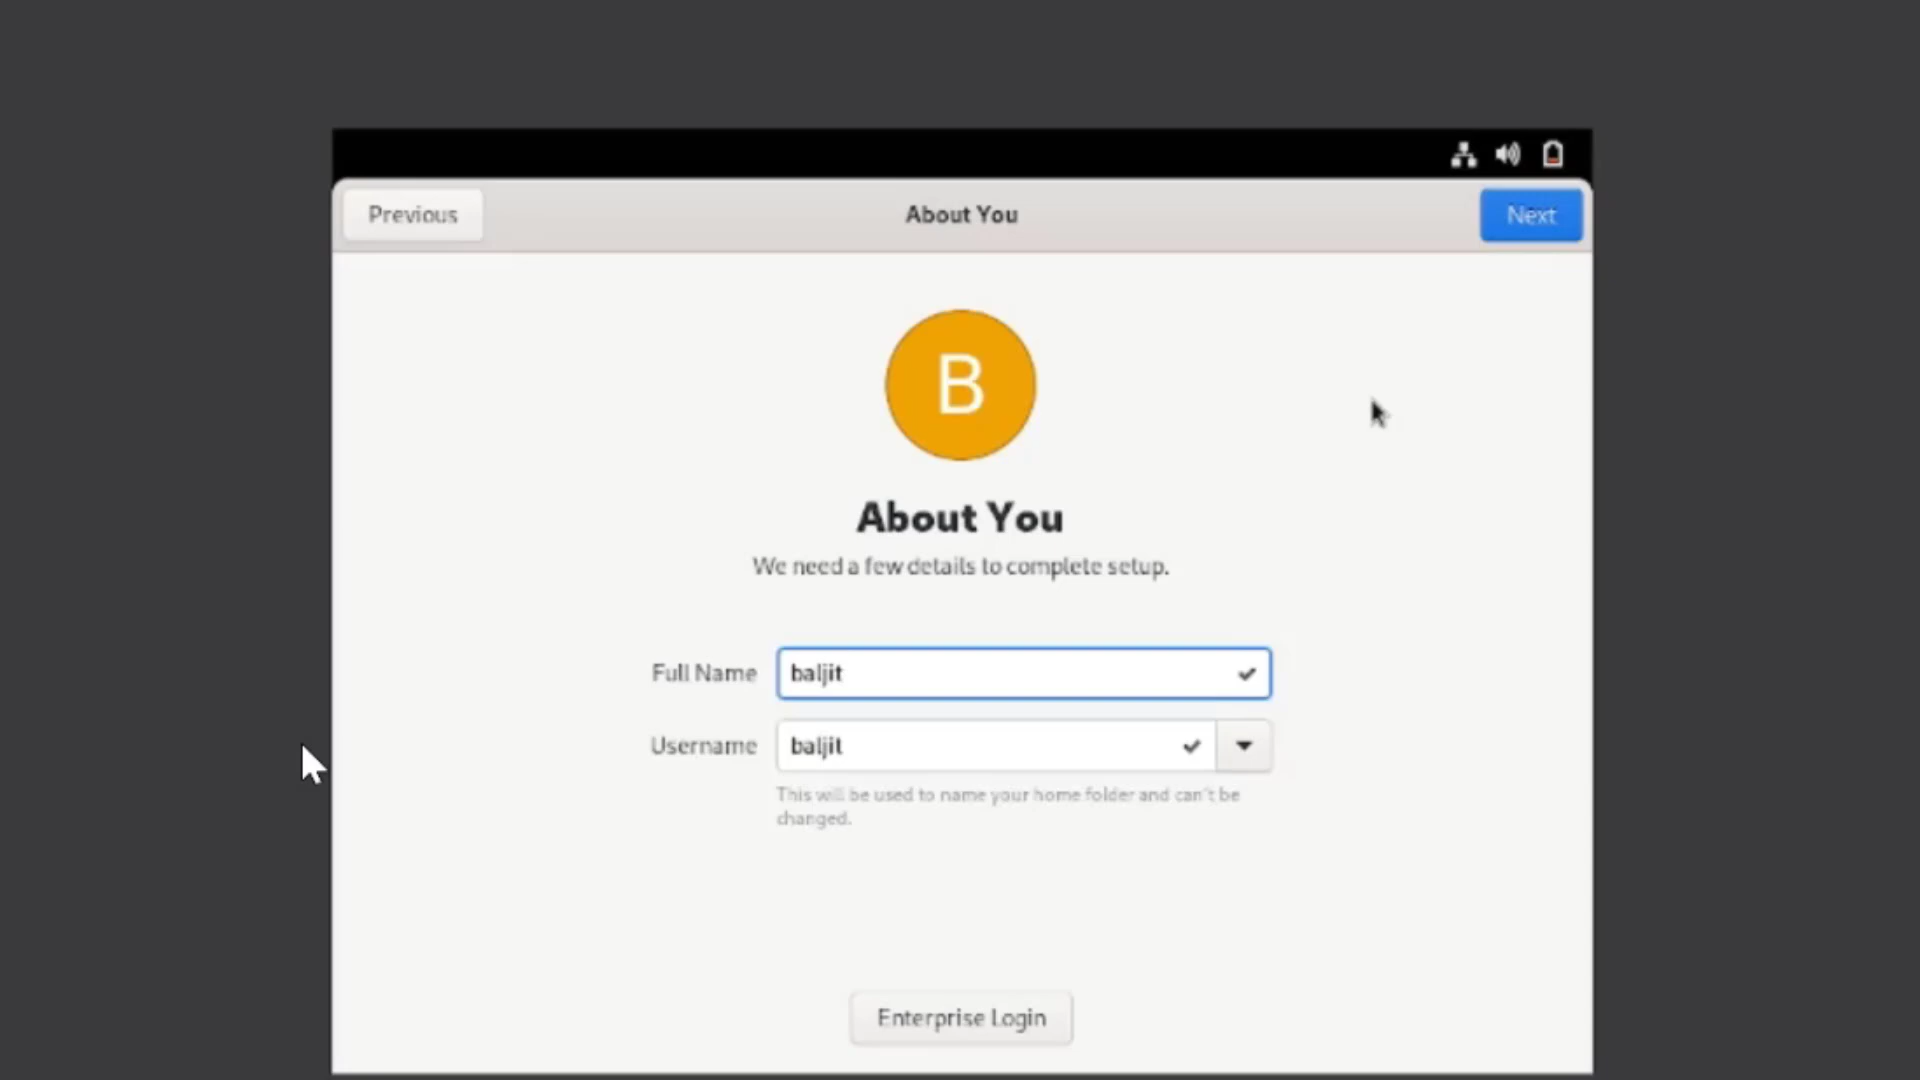 Previous
About You
Next
B
About You
We need a few details to complete setup.
Full Name
baljit
Username
baljit
This will be used to name your home folder and can't be
changed.
Enterprise Login